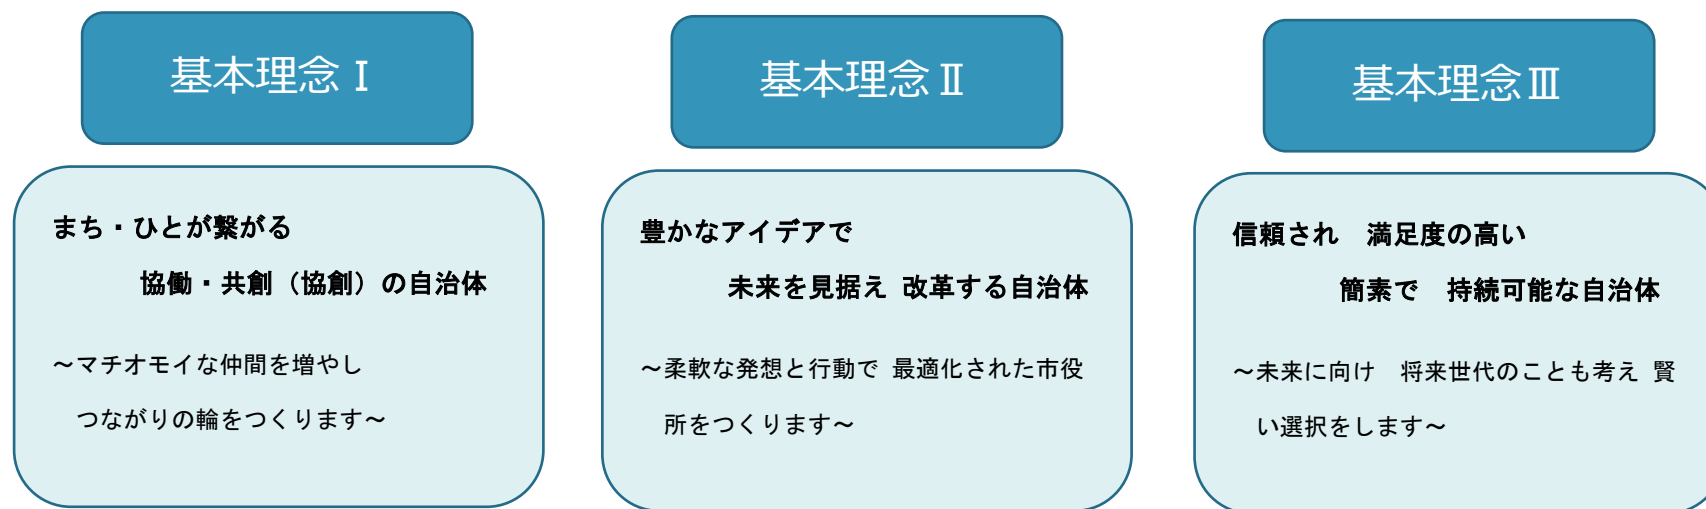 基本理念Ⅰ
まち・ひとが繋がる
協働・共創（協創）の自治体
～マチオモイな仲間を増やし
つながりの輪をつくります～
基本理念Ⅱ
豊かなアイデアで
未来を見据え 改革する自治体
～柔軟な発想と行動で 最適化された市役
所をつくります～
基本理念Ⅲ
信頼され　満足度の高い
簡素で　持続可能な自治体
～未来に向け　将来世代のことも考え 賢
い選択をします～